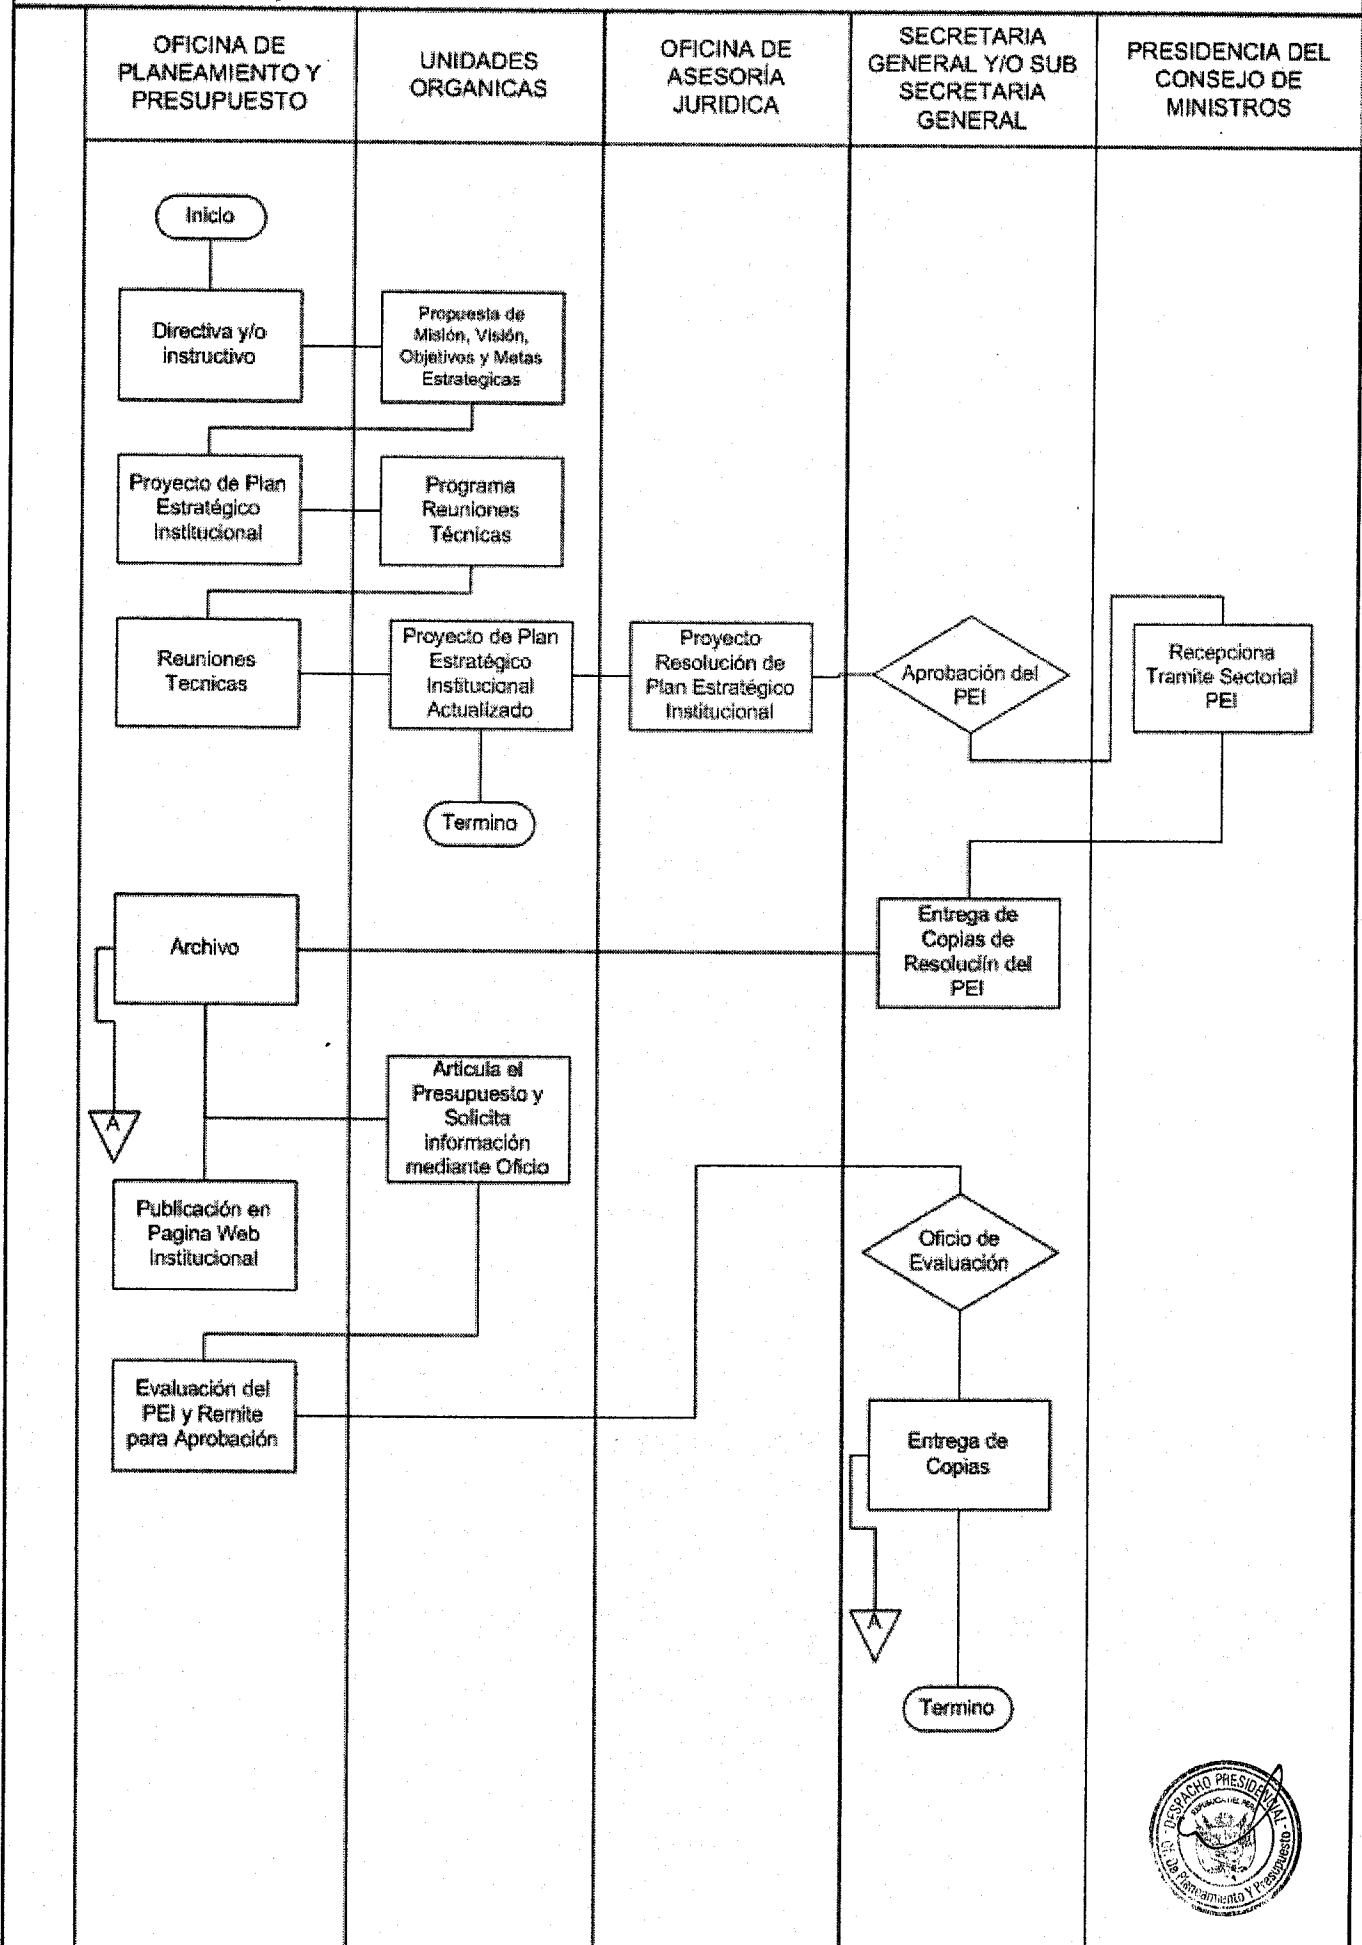 OFICINA DE
PLANEAMIENTO Y
PRESUPUESTO
UNIDADES
ORGANICAS
OFICINA DE
ASESORÍA
JURIDICA
SECRETARIA
GENERAL Y/O SUB
SECRETARIA
GENERAL
PRESIDENCIA DEL
CONSEJO DE
MINISTROS
Inicio
Directiva y/o
instructivo
Propuesta de
Misión, Visión,
Objetivos y Metas
Estrategicas
Proyecto de Plan
Estratégico
Institucional
Programa
Reuniones
Técnicas
Reuniones
Tecnicas
Proyecto de Plan
Estratégico
Institucional
Actualizado
Proyecto
Resolución de
Plan Estratégico
Institucional
Aprobación del
PEI
Recepciona
Tramite Sectorial
PEI
Termino
Archivo
Entrega de
Copias de
Resoluciín del
PEI
A
Articula el
Presupuesto y
Solicita
información
mediante Oficio
Publicación en
Pagina Web
Institucional
Oficio de
Evaluación
Evaluación del
PEI y Remite
para Aprobación
Entrega de
Copias
A
Termino
DESPACHO PRESIDENCIAL
REPUBLICA DEL PERU
Of. De Planeamiento Y Presupuesto